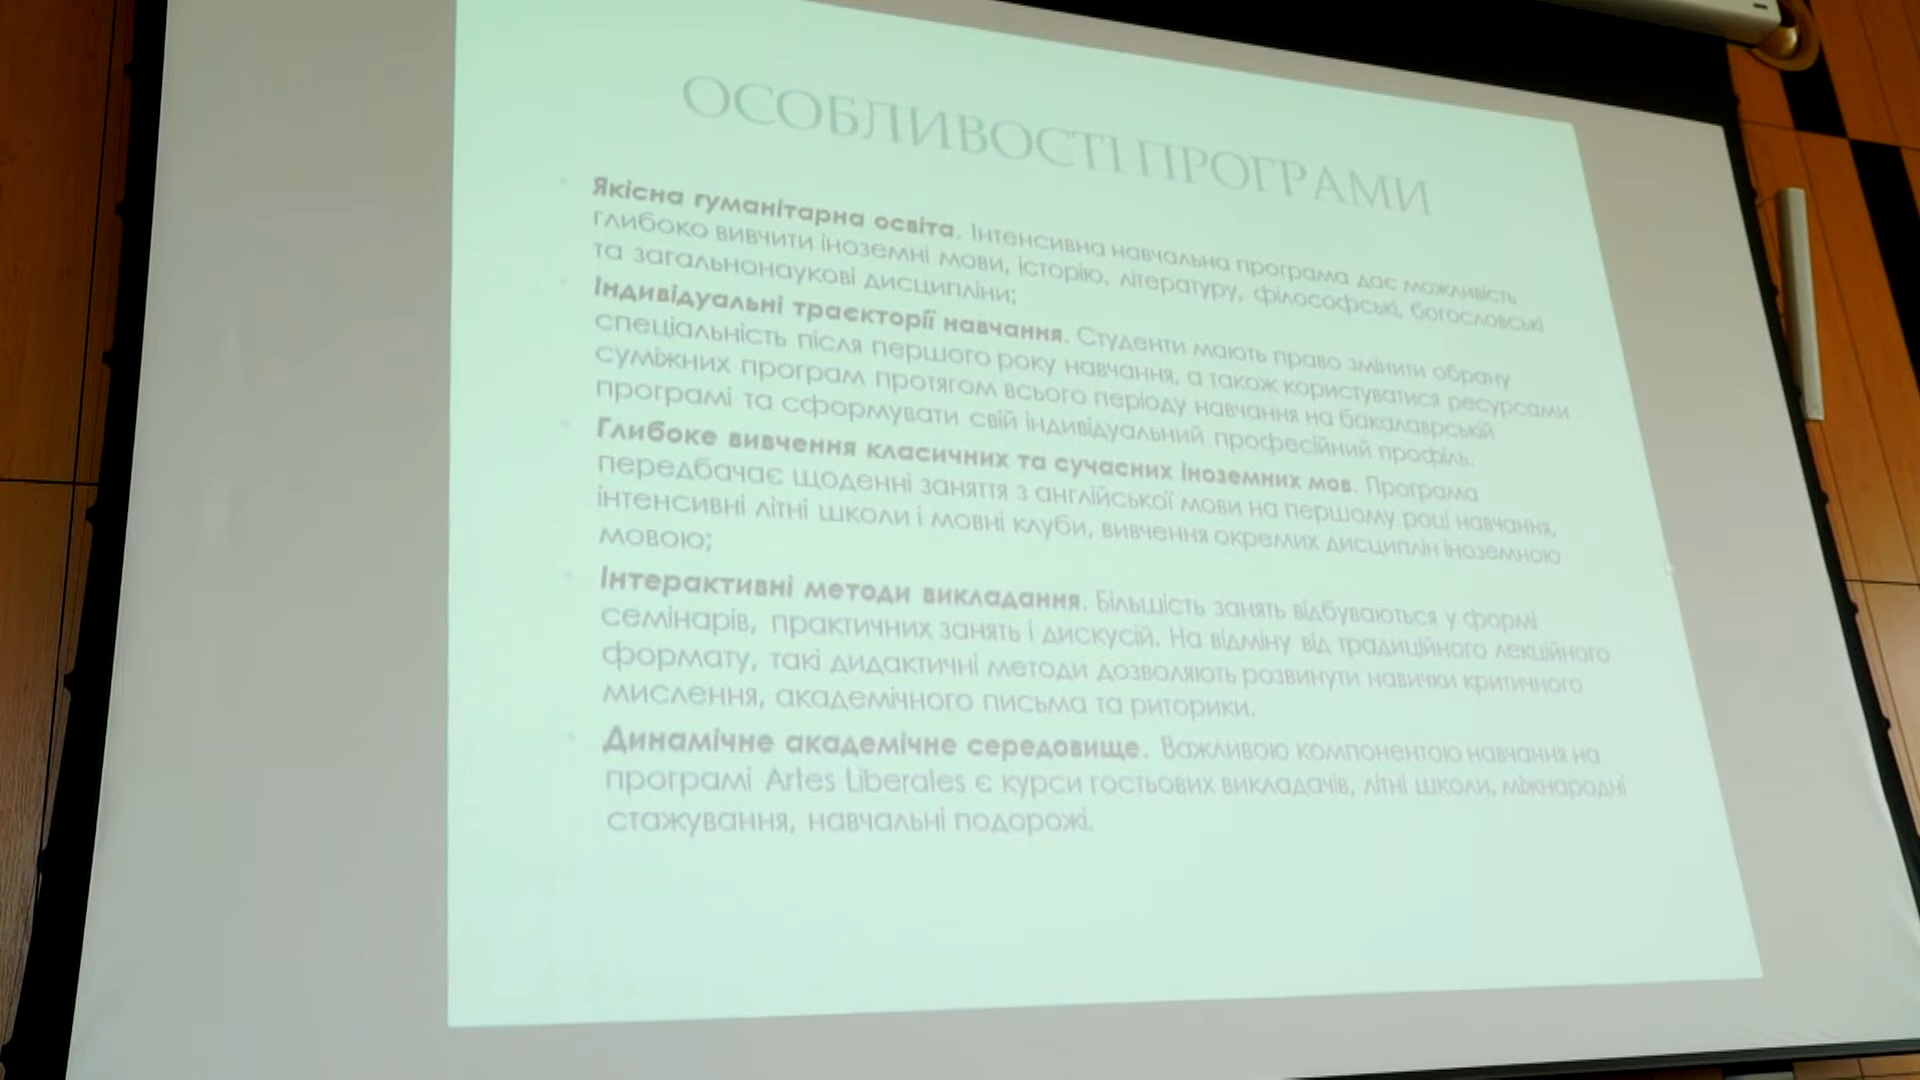 ОСОБЛИВОСТІ ПРОГРАМИ
Якісна гуманітарна освіта. Інтенсивна навчальна програма дає можливість
глибоко вивчити іноземні мови, історію, літературу, філософські, богословські
та загальнонаукові дисципліни;
Індивідуальні траєкторії навчання. Студенти мають право змінити обрану
спеціальність після першого року навчання, а також користуватися ресурсами
суміжних програм протягом всього періоду навчання на бакалаврській
програмі та сформувати свій індивідуальний професійний профіль.
Глибоке вивчення класичних та сучасних іноземних мов. Програма
передбачає щоденні заняття з англійської мови на першому році навчання,
інтенсивні літні школи і мовні клуби, вивчення окремих дисциплін іноземною
мовою;
Інтерактивні методи викладання. Більшість занять відбуваються у формі
семінарів, практичних занять і дискусій. На відміну від традиційного лекційного
формату, такі дидактичні методи дозволяють розвинути навички критичного
мислення, академічного письма та риторики.
Динамічне академічне середовище. Важливою компонентою навчання на
програмі Artes Liberales є курси гостьових викладачів, літні школи, міжнародні
стажування, навчальні подорожі.